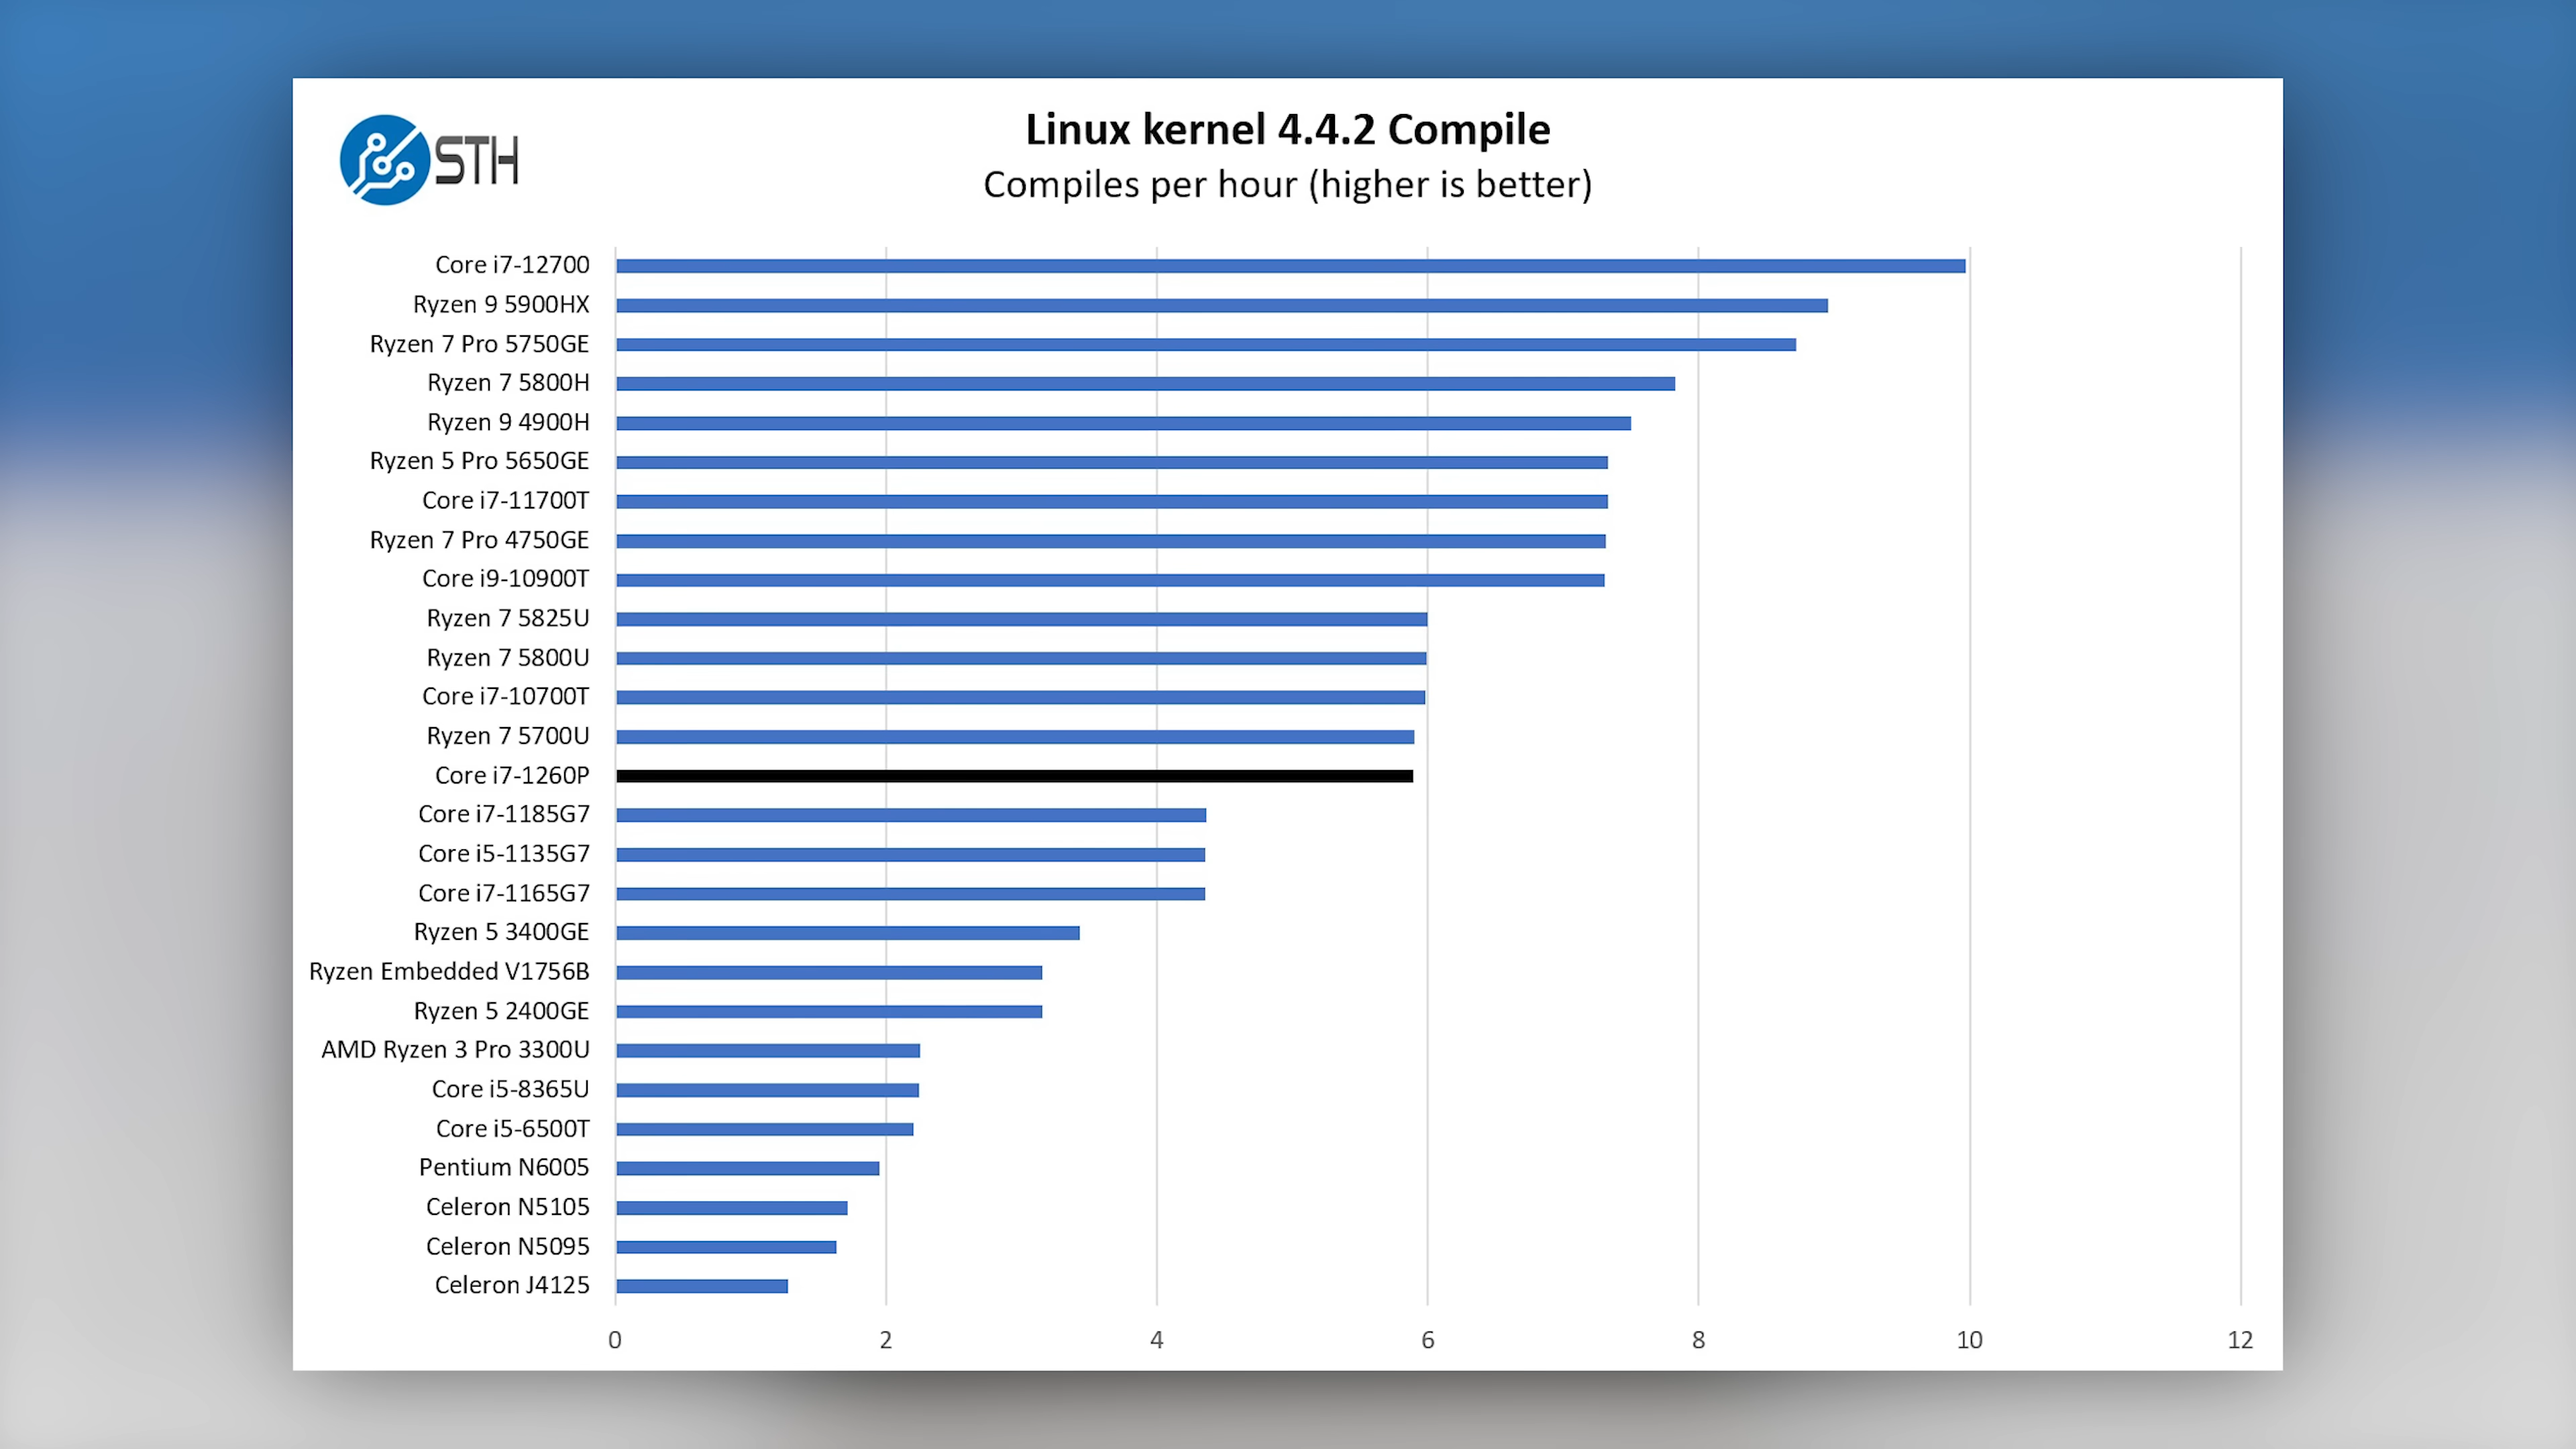 STH
Linux kernel 4.4.2 Compile
Compiles per hour (higher is better)
Core i7-12700
Ryzen 9 5900HX
Ryzen 7 Pro 5750GE
Ryzen 7 5800H
Ryzen 9 4900H
Ryzen 5 Pro 5650GE
Core i7-11700T
Ryzen 7 Pro 4750GE
Core i9-10900T
Ryzen 7 5825U
Ryzen 7 5800U
Core i7-10700T
Ryzen 7 5700U
Core i7-1260P
Core i7-1185G7
Core i5-1135G7
Core i7-1165G7
Ryzen 5 3400GE
Ryzen Embedded V1756B
Ryzen 5 2400GE
AMD Ryzen 3 Pro 3300U
Core i5-8365U
Core i5-6500T
Pentium N6005
Celeron N5105
Celeron N5095
Celeron J4125
0 2 4 6 8 10 12